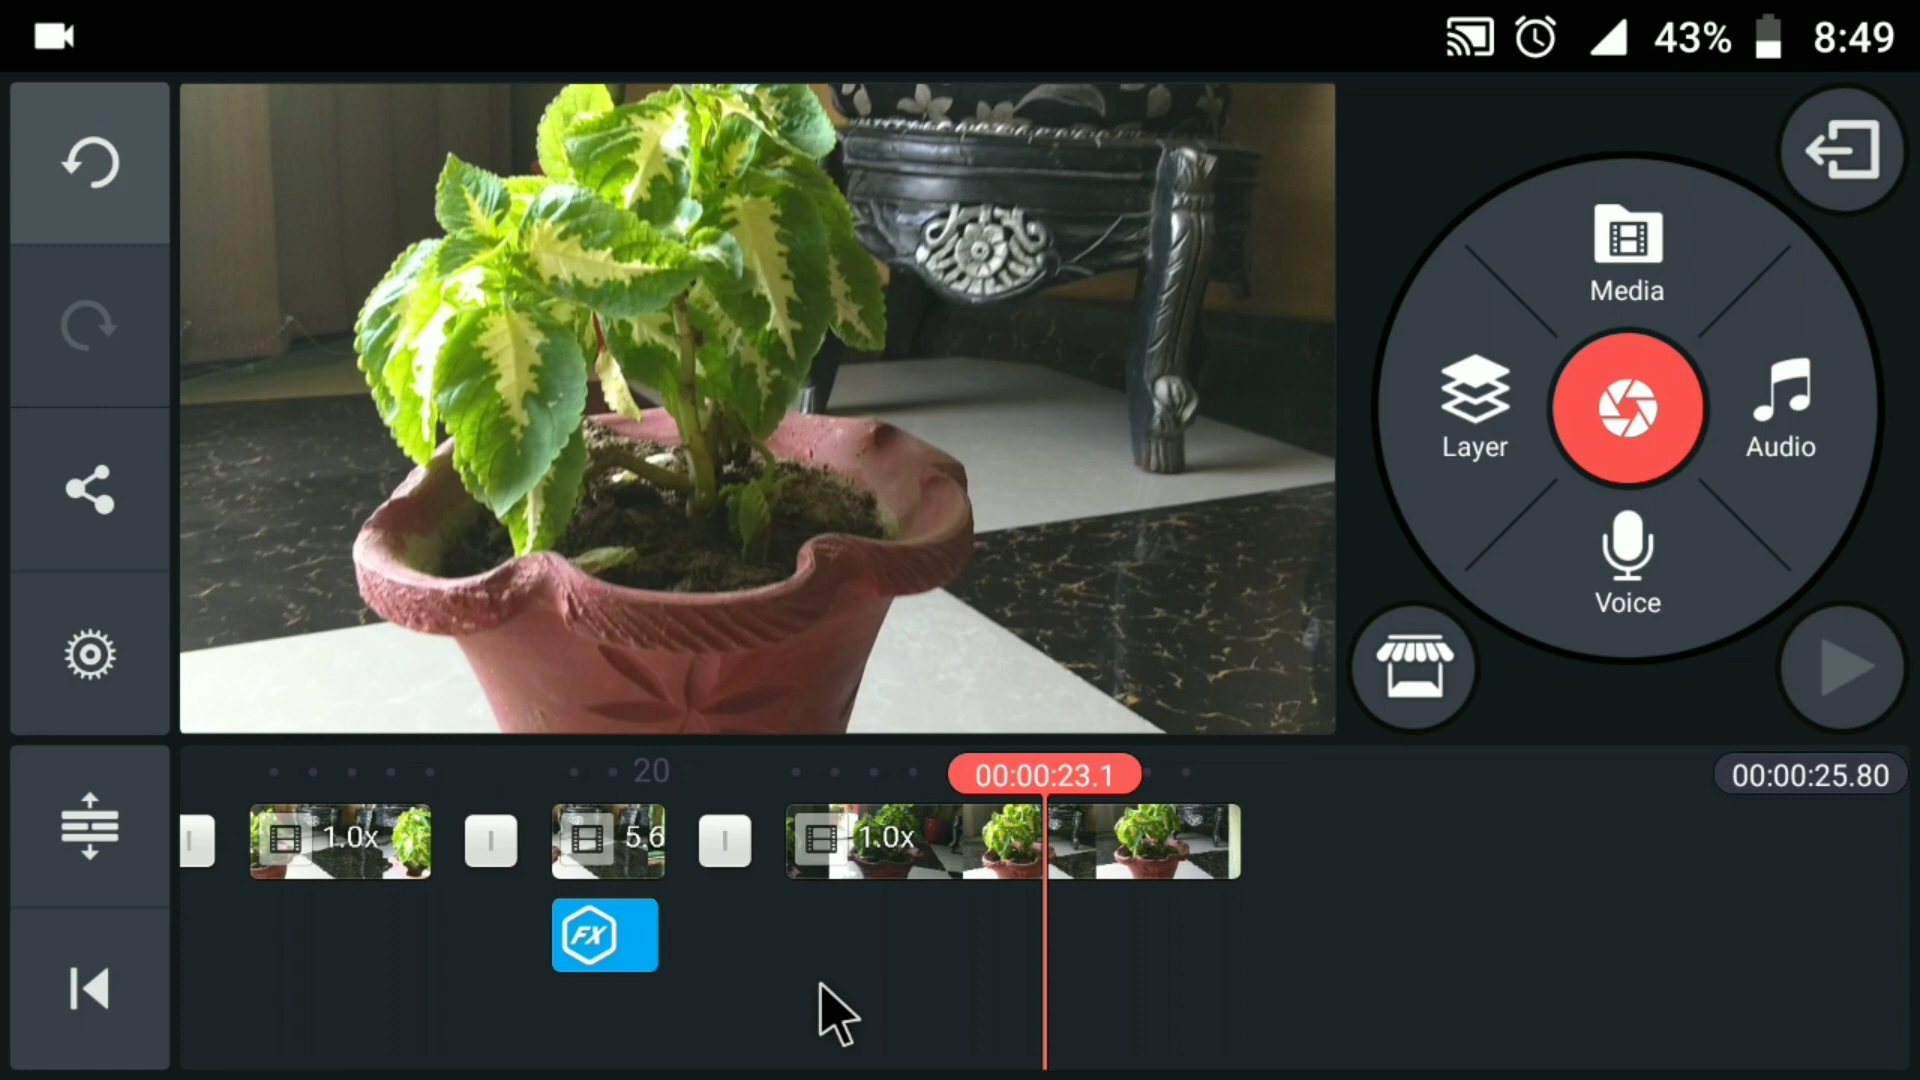 43% 8:49
Media
Layer
Audio
Voice
20
00:00:23.1
00:00:25.80
1.0x
5.6
1.0x
FX